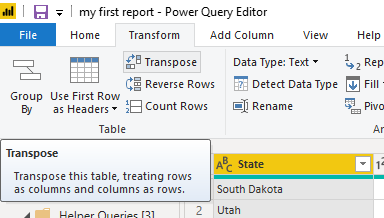 my first report - Power Query Editor
File Home Transform Add Column View
Transpose Data Type: Text
Reverse Rows Detect Data Type Fill
Group By Use First Row as Headers Count Rows Rename
Table
Transpose
Transpose this table, treating rows
as columns and columns as rows.
ABC State
South Dakota
2 Utah
Helper Queries [3]